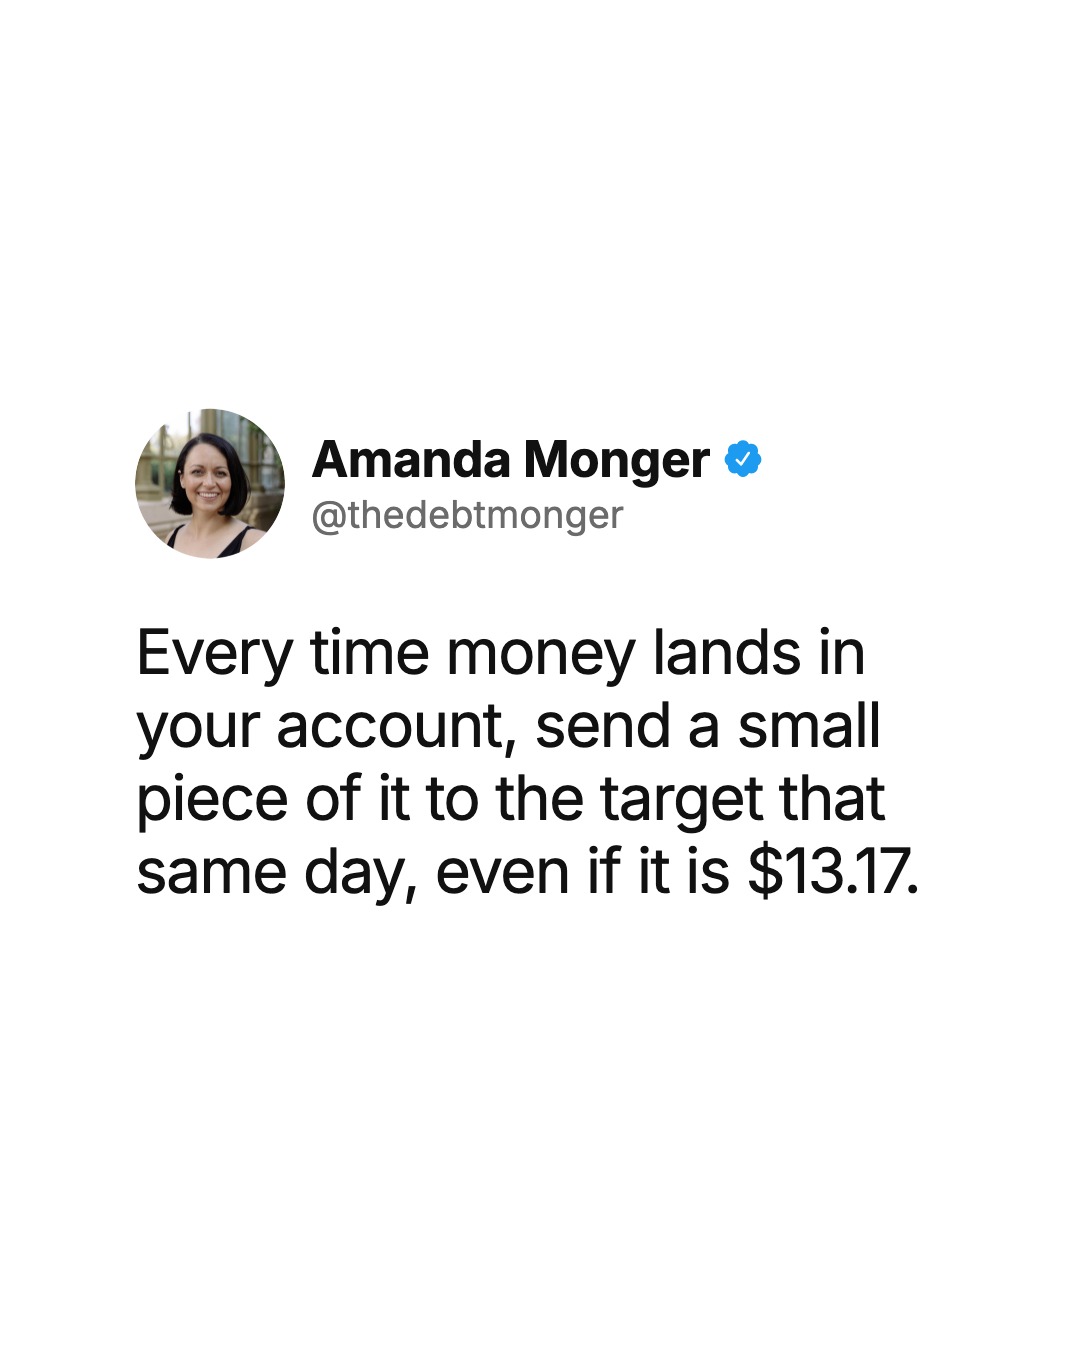 Amanda Monger
@thedebtmonger
Every time money lands in
your account, send a small
piece of it to the target that
same day, even if it is $13.17.